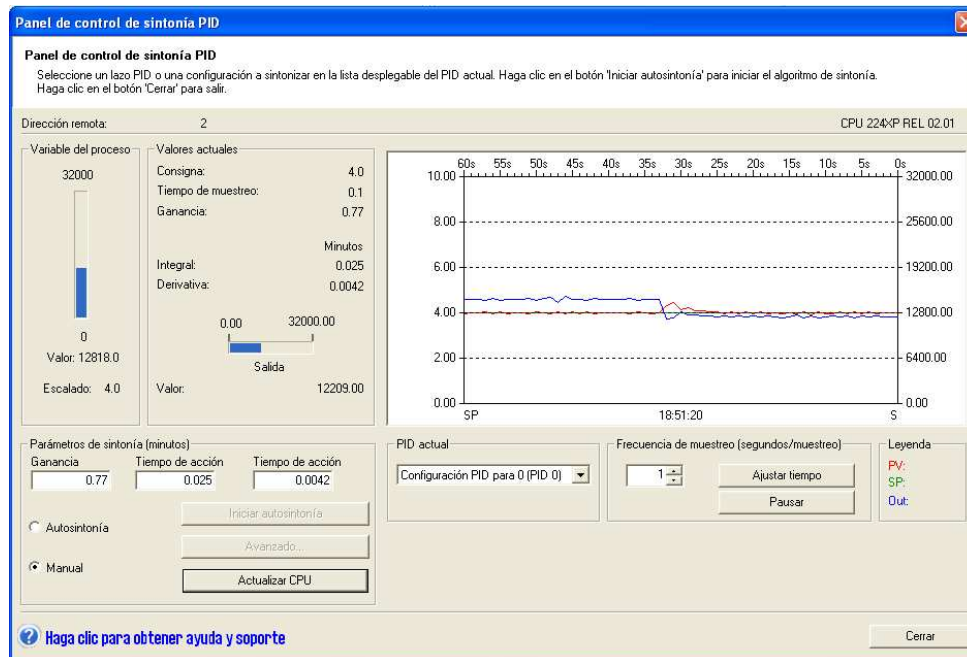 Panel de control de sintonía PID
Panel de control de sintonía PID
Seleccione un lazo PID o una configuración a sintonizar en la lista desplegable del PID actual. Haga clic en el botón 'Iniciar autosintonía' para iniciar el algoritmo de sintonía.
Haga clic en el botón 'Cerrar' para salir.
Dirección remota: 2 CPU 224XP REL 02.01
Variable del proceso
32000
0
Valor: 12818.0
Escalado: 4.0
Valores actuales
Consigna: 4.0
Tiempo de muestreo: 0.1
Ganancia: 0.77
Minutos
Integral: 0.025
Derivativa: 0.0042
0.00 32000.00
Salida
Valor: 12209.00
60s 55s 50s 45s 40s 35s 30s 25s 20s 15s 10s 5s 0s
10.00 32000.00
8.00 25600.00
6.00 19200.00
4.00 12800.00
2.00 6400.00
0.00 0.00
SP 18:51:20 S
Parámetros de sintonía (minutos)
Ganancia Tiempo de acción Tiempo de acción
0.77 0.025 0.0042
Autosintonía
Manual
Iniciar autosintonía
Avanzado...
Actualizar CPU
PID actual
Configuración PID para 0 (PID 0)
Frecuencia de muestreo (segundos/muestreo)
1
Ajustar tiempo
Pausar
Leyenda
PV:
SP:
Out:
? Haga clic para obtener ayuda y soporte
Cerrar